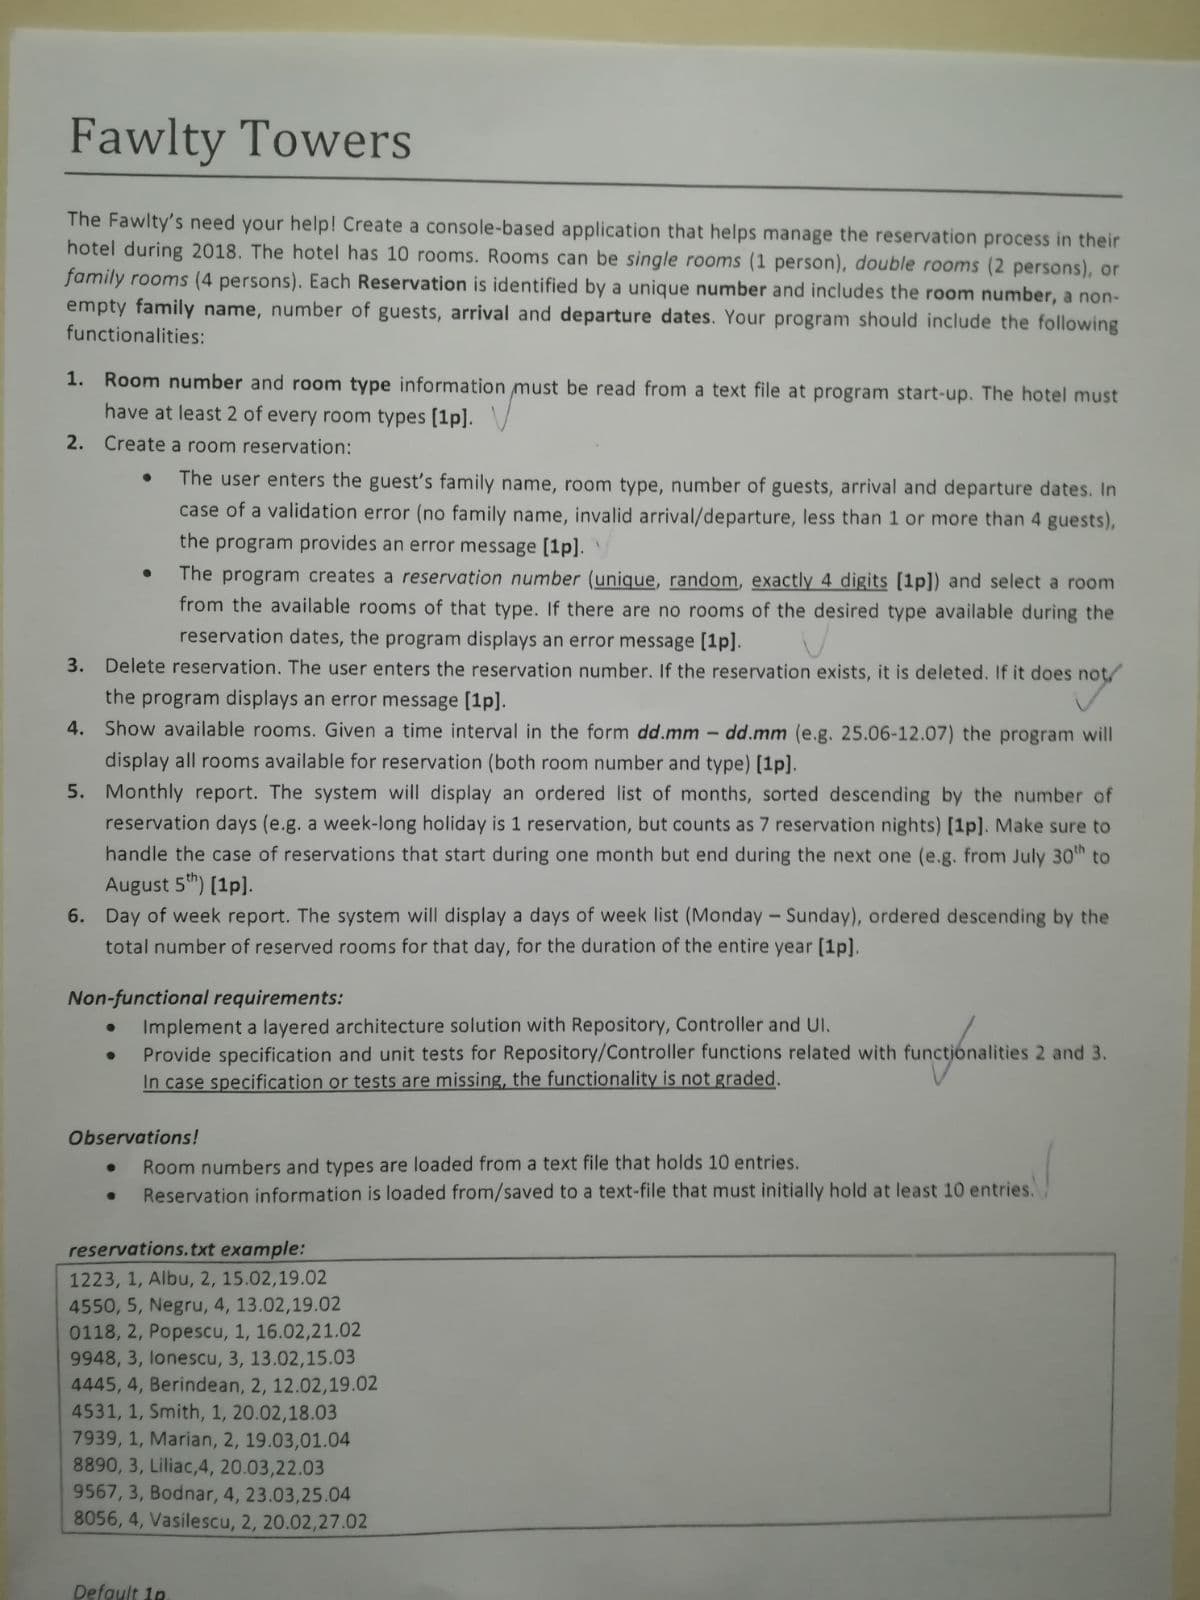 Fawlty Towers
The Fawlty's need your help! Create a console-based application that helps manage the reservation process in their
hotel during 2018. The hotel has 10 rooms. Rooms can be single rooms (1 person), double rooms (2 persons), or
family rooms (4 persons). Each Reservation is identified by a unique number and includes the room number, a non-
empty family name, number of guests, arrival and departure dates. Your program should include the following
functionalities:
1. Room number and room type information must be read from a text file at program start-up. The hotel must
have at least 2 of every room types [1p].
2. Create a room reservation:
• The user enters the guest's family name, room type, number of guests, arrival and departure dates. In
case of a validation error (no family name, invalid arrival/departure, less than 1 or more than 4 guests),
the program provides an error message [1p].
• The program creates a reservation number (unique, random, exactly 4 digits [1p]) and select a room
from the available rooms of that type. If there are no rooms of the desired type available during the
reservation dates, the program displays an error message [1p].
3. Delete reservation. The user enters the reservation number. If the reservation exists, it is deleted. If it does not,
the program displays an error message [1p].
4. Show available rooms. Given a time interval in the form dd.mm – dd.mm (e.g. 25.06-12.07) the program will
display all rooms available for reservation (both room number and type) [1p].
5. Monthly report. The system will display an ordered list of months, sorted descending by the number of
reservation days (e.g. a week-long holiday is 1 reservation, but counts as 7 reservation nights) [1p]. Make sure to
handle the case of reservations that start during one month but end during the next one (e.g. from July 30th to
August 5th) [1p].
6. Day of week report. The system will display a days of week list (Monday – Sunday), ordered descending by the
total number of reserved rooms for that day, for the duration of the entire year [1p].
Non-functional requirements:
• Implement a layered architecture solution with Repository, Controller and UI.
• Provide specification and unit tests for Repository/Controller functions related with functionalities 2 and 3.
In case specification or tests are missing, the functionality is not graded.
Observations!
• Room numbers and types are loaded from a text file that holds 10 entries.
• Reservation information is loaded from/saved to a text-file that must initially hold at least 10 entries.
reservations.txt example:
1223, 1, Albu, 2, 15.02,19.02
4550, 5, Negru, 4, 13.02,19.02
0118, 2, Popescu, 1, 16.02,21.02
9948, 3, Ionescu, 3, 13.02,15.03
4445, 4, Berindean, 2, 12.02,19.02
4531, 1, Smith, 1, 20.02,18.03
7939, 1, Marian, 2, 19.03,01.04
8890, 3, Liliac,4, 20.03,22.03
9567, 3, Bodnar, 4, 23.03,25.04
8056, 4, Vasilescu, 2, 20.02,27.02
Default 1p